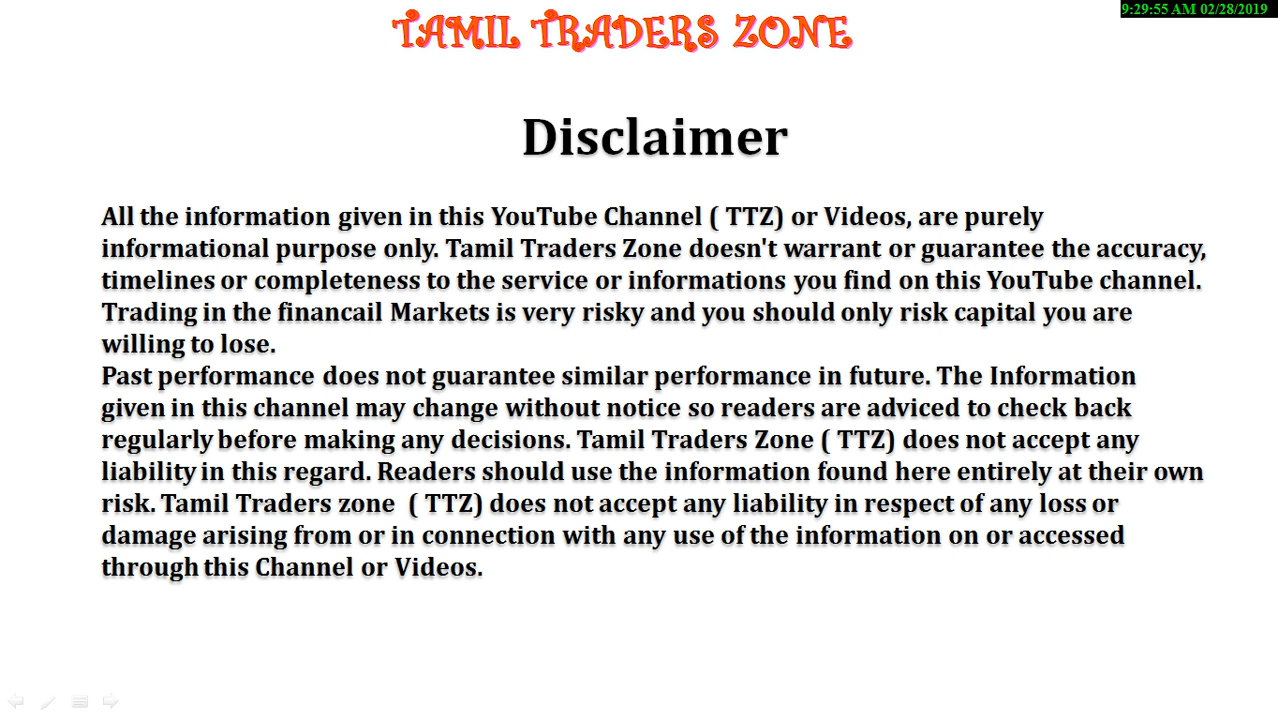 9:29:55 AM 02/28/2019
TAMIL TRADERS ZONE
Disclaimer
All the information given in this YouTube Channel ( TTZ) or Videos, are purely
informational purpose only. Tamil Traders Zone doesn't warrant or guarantee the accuracy,
timelines or completeness to the service or informations you find on this YouTube channel.
Trading in the financail Markets is very risky and you should only risk capital you are
willing to lose.
Past performance does not guarantee similar performance in future. The Information
given in this channel may change without notice so readers are adviced to check back
regularly before making any decisions. Tamil Traders Zone ( TTZ) does not accept any
liability in this regard. Readers should use the information found here entirely at their own
risk. Tamil Traders zone  ( TTZ) does not accept any liability in respect of any loss or
damage arising from or in connection with any use of the information on or accessed
through this Channel or Videos.